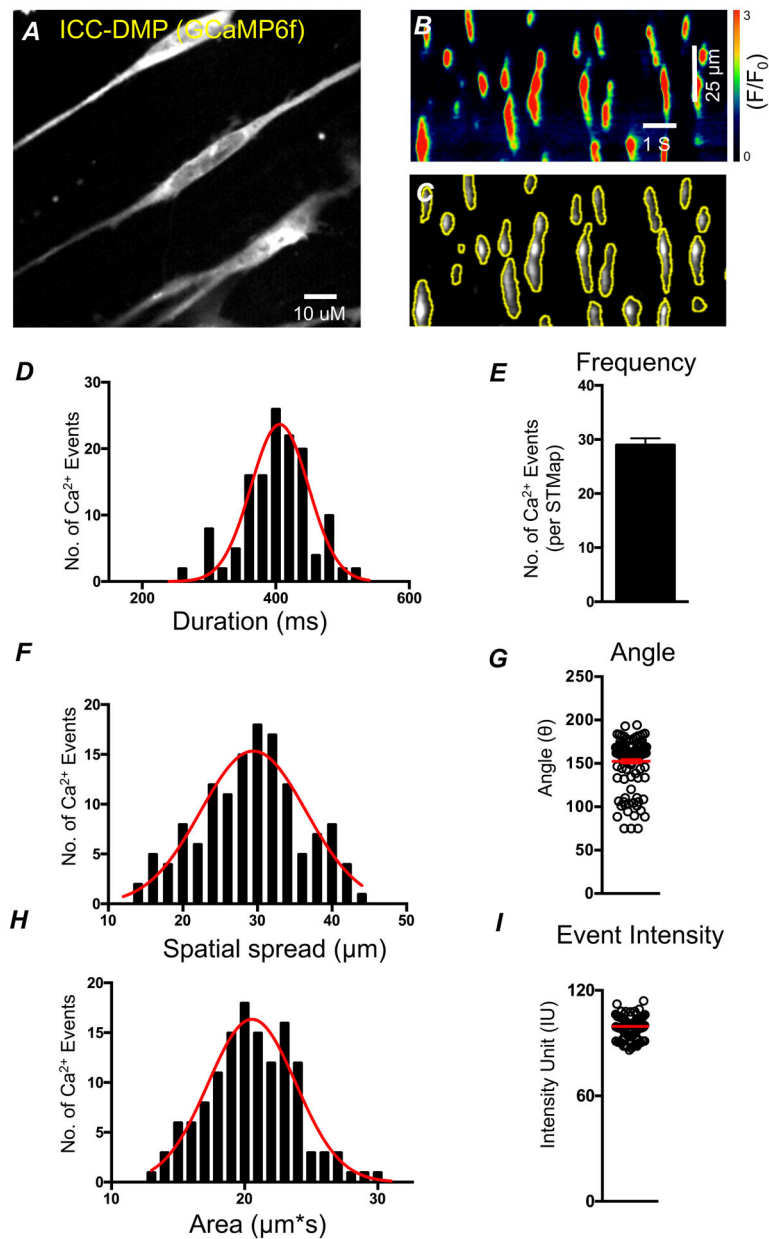 A ICC-DMP (GCaMP6f)
10 uM
B
25 µm
1 S
3
0
(F/F0)
C
D
30
20
10
0
No. of Ca2+ Events
200 400 600
Duration (ms)
E Frequency
40
30
20
10
0
No. of Ca2+ Events
(per STMap)
F
20
15
10
5
0
No. of Ca2+ Events
10 20 30 40 50
Spatial spread (µm)
G Angle
250
200
150
100
50
0
Angle (θ)
H
20
15
10
5
0
No. of Ca2+ Events
10 20 30
Area (µm*s)
I Event Intensity
120
60
0
Intensity Unit (IU)